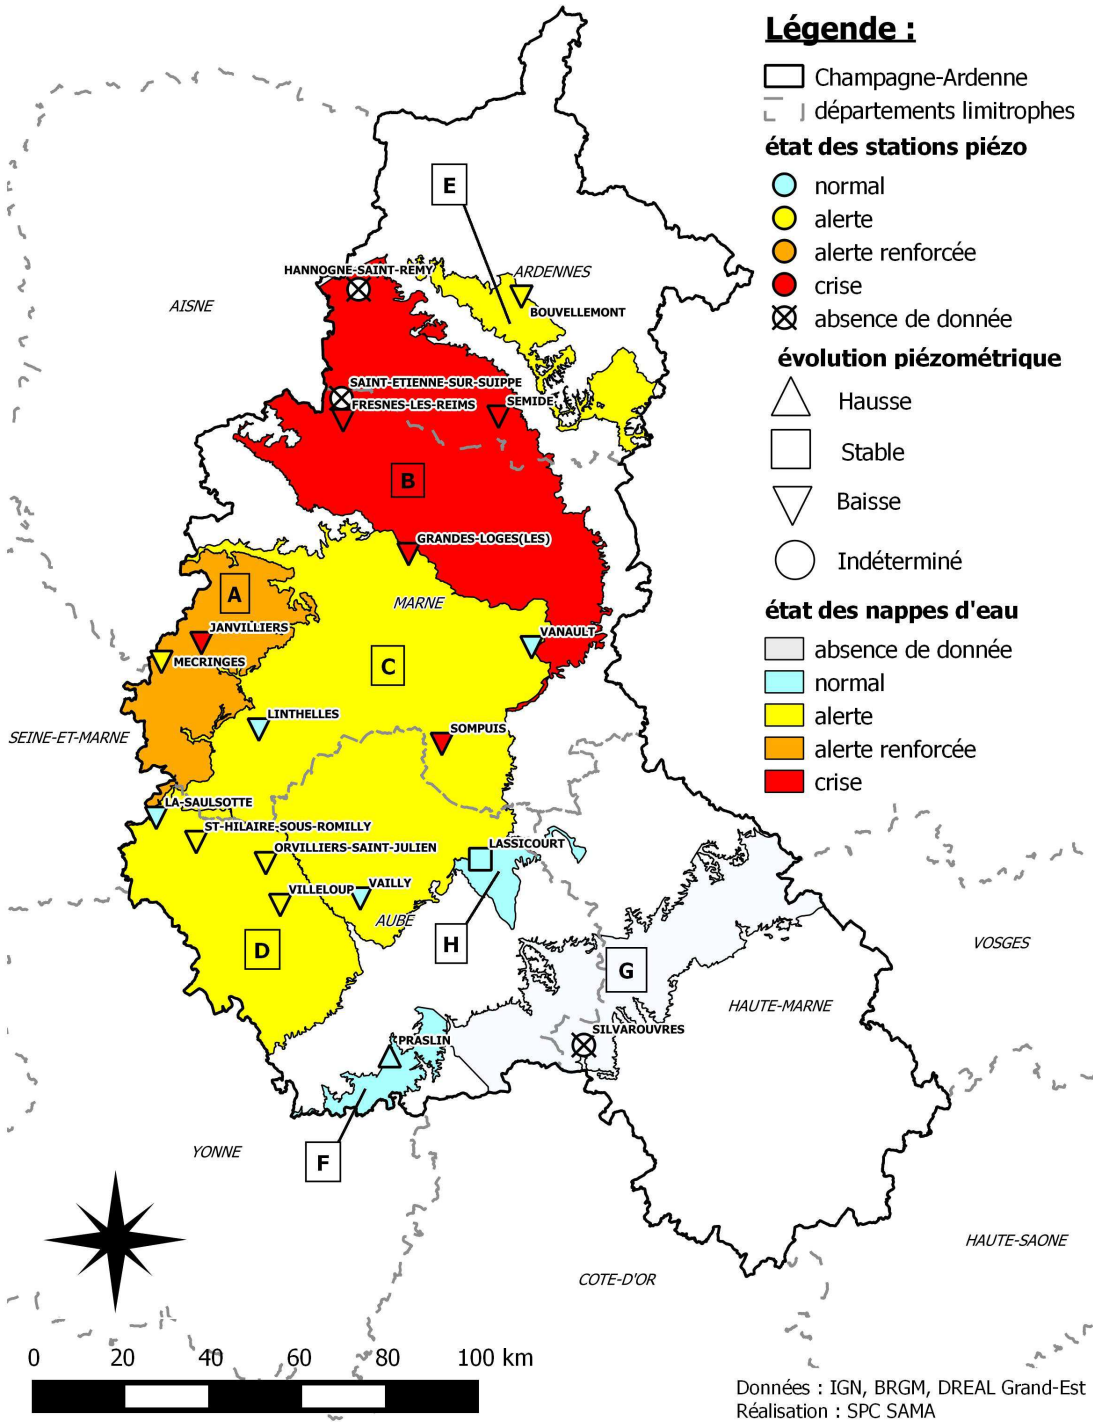 Légende :
Champagne-Ardenne
départements limitrophes
état des stations piézo
normal
alerte
alerte renforcée
crise
absence de donnée
évolution piézométrique
Hausse
Stable
Baisse
Indéterminé
état des nappes d'eau
absence de donnée
normal
alerte
alerte renforcée
crise
E
HANNOGNE-SAINT-REMY
ARDENNES
AISNE
BOUVELLEMONT
SAINT-ETIENNE-SUR-SUIPPE
FRESNES-LES-REIMS
SEMIDE
B
GRANDES-LOGES(LES)
A
MARNE
JANVILLIERS
VANAULT
MECRINGES
C
LINTHELLES
SOMPUIS
SEINE-ET-MARNE
LA-SAULSOTTE
ST-HILAIRE-SOUS-ROMILLY
ORVILLIERS-SAINT-JULIEN
LASSICOURT
VILLELOUP
VAILLY
AUBE
D
H
G
VOSGES
HAUTE-MARNE
SILVAROUVRES
PRASLIN
YONNE
F
HAUTE-SAONE
COTE-D'OR
0 20 40 60 80 100 km
Données : IGN, BRGM, DREAL Grand-Est
Réalisation : SPC SAMA